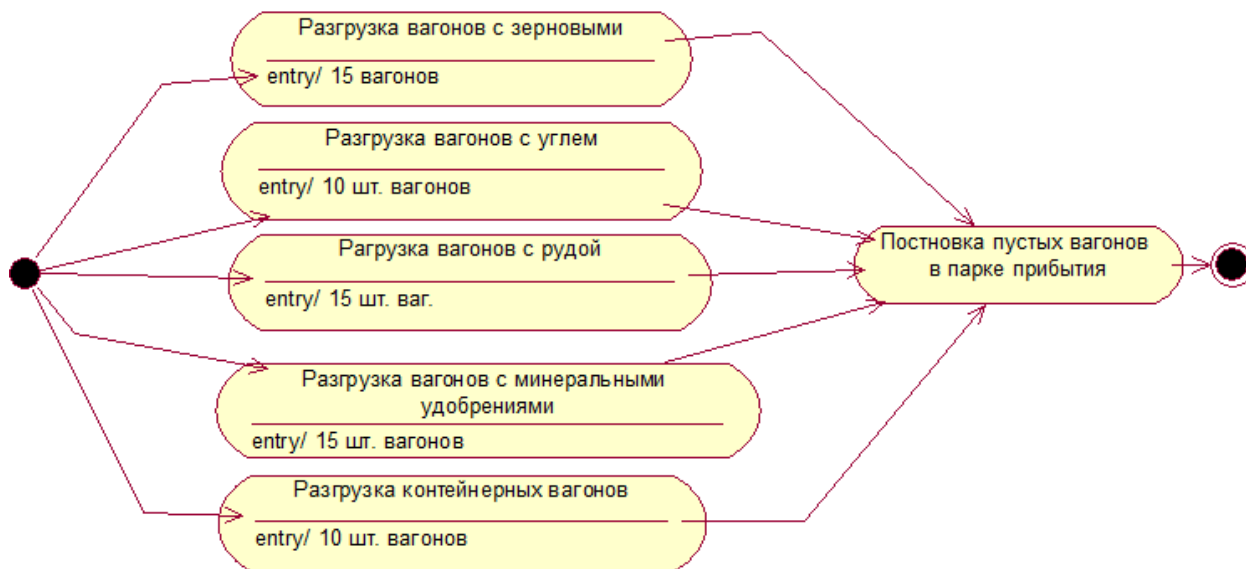 Разгрузка вагонов с зерновыми
entry/ 15 вагонов
Разгрузка вагонов с углем
entry/ 10 шт. вагонов
Рагрузка вагонов с рудой
entry/ 15 шт. ваг.
Разгрузка вагонов с минеральными
удобрениями
entry/ 15 шт. вагонов
Разгрузка контейнерных вагонов
entry/ 10 шт. вагонов
Постновка пустых вагонов
в парке прибытия